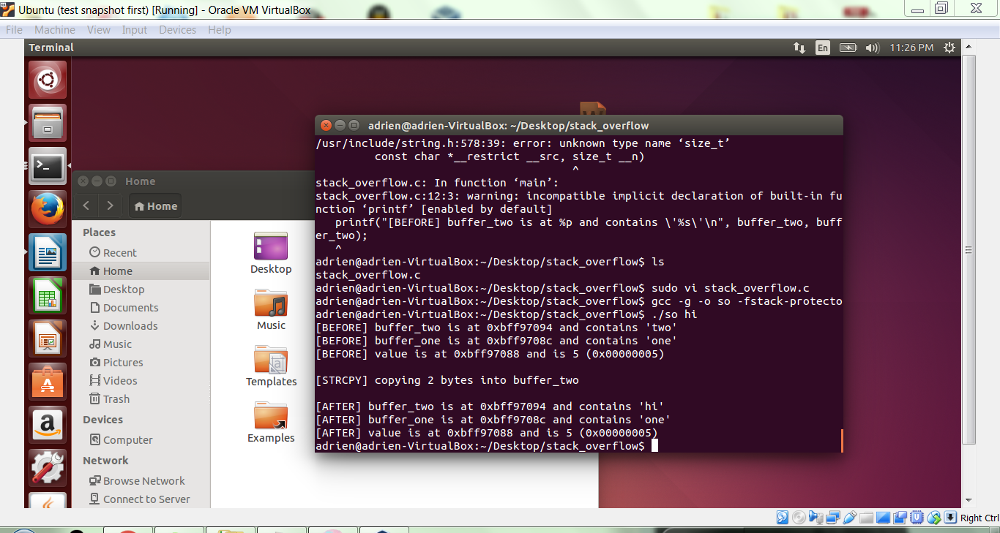 Ubuntu (test snapshot first) [Running] - Oracle VM VirtualBox
File Machine View Input Devices Help
Terminal
En
11:26 PM
adrien@adrien-VirtualBox: ~/Desktop/stack_overflow
/usr/include/string.h:578:39: error: unknown type name ‘size_t’
const char *__restrict __src, size_t __n)
^
stack_overflow.c: In function ‘main’:
stack_overflow.c:12:3: warning: incompatible implicit declaration of built-in fu
nction ‘printf’ [enabled by default]
printf("[BEFORE] buffer_two is at %p and contains \'%s\'\n", buffer_two, buff
er_two);
^
adrien@adrien-VirtualBox:~/Desktop/stack_overflow$ ls
stack_overflow.c
adrien@adrien-VirtualBox:~/Desktop/stack_overflow$ sudo vi stack_overflow.c
adrien@adrien-VirtualBox:~/Desktop/stack_overflow$ gcc -g -o so -fstack-protecto
adrien@adrien-VirtualBox:~/Desktop/stack_overflow$ ./so hi
[BEFORE] buffer_two is at 0xbff97094 and contains 'two'
[BEFORE] buffer_one is at 0xbff9708c and contains 'one'
[BEFORE] value is at 0xbff97088 and is 5 (0x00000005)
[STRCPY] copying 2 bytes into buffer_two
[AFTER] buffer_two is at 0xbff97094 and contains 'hi'
[AFTER] buffer_one is at 0xbff9708c and contains 'one'
[AFTER] value is at 0xbff97088 and is 5 (0x00000005)
adrien@adrien-VirtualBox:~/Desktop/stack_overflow$
Home
Home
Places
Recent
Home
Desktop
Documents
Downloads
Music
Pictures
Videos
Trash
Devices
Computer
Network
Browse Network
Connect to Server
Desktop
Music
Templates
Examples
Right Ctrl